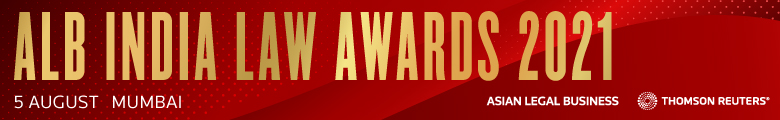 ALB INDIA LAW AWARDS 2021
5 AUGUST MUMBAI
ASIAN LEGAL BUSINESS
THOMSON REUTERS®